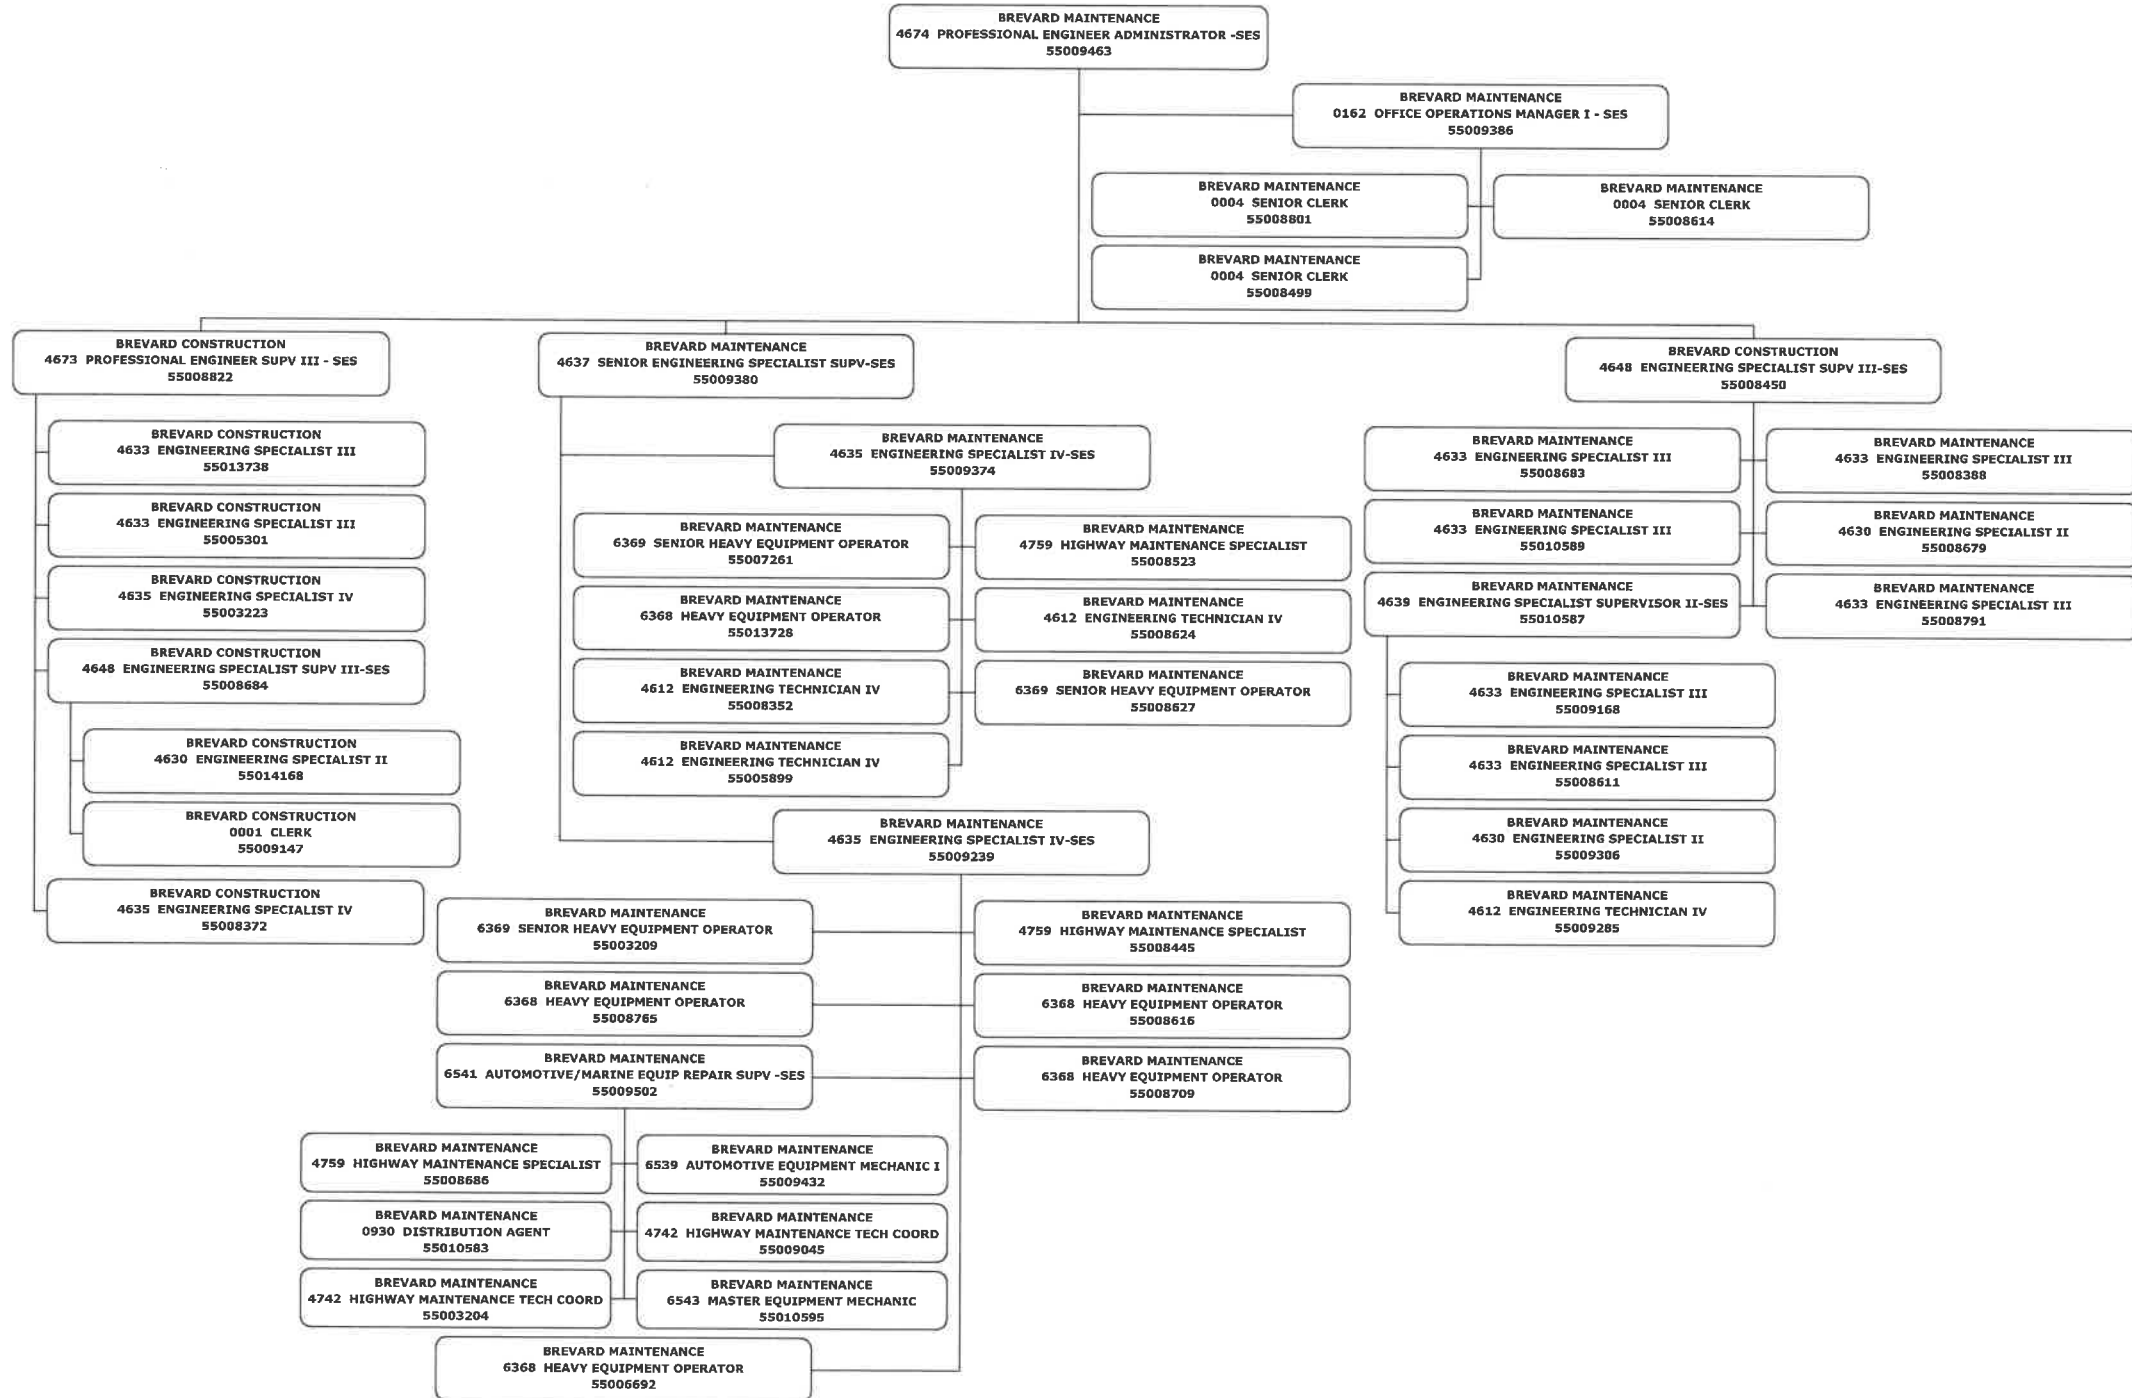 BREVARD MAINTENANCE
4674 PROFESSIONAL ENGINEER ADMINISTRATOR -SES
55009463
BREVARD MAINTENANCE
0162 OFFICE OPERATIONS MANAGER I - SES
55009386
BREVARD MAINTENANCE
0004 SENIOR CLERK
55008801
BREVARD MAINTENANCE
0004 SENIOR CLERK
55008614
BREVARD MAINTENANCE
0004 SENIOR CLERK
55008499
BREVARD CONSTRUCTION
4673 PROFESSIONAL ENGINEER SUPV III - SES
55008822
BREVARD CONSTRUCTION
4633 ENGINEERING SPECIALIST III
55013738
BREVARD CONSTRUCTION
4633 ENGINEERING SPECIALIST III
55005301
BREVARD CONSTRUCTION
4635 ENGINEERING SPECIALIST IV
55003223
BREVARD CONSTRUCTION
4648 ENGINEERING SPECIALIST SUPV III-SES
55008684
BREVARD CONSTRUCTION
4630 ENGINEERING SPECIALIST II
55014168
BREVARD CONSTRUCTION
0001 CLERK
55009147
BREVARD CONSTRUCTION
4635 ENGINEERING SPECIALIST IV
55008372
BREVARD MAINTENANCE
4637 SENIOR ENGINEERING SPECIALIST SUPV-SES
55009380
BREVARD MAINTENANCE
4635 ENGINEERING SPECIALIST IV-SES
55009374
BREVARD MAINTENANCE
6369 SENIOR HEAVY EQUIPMENT OPERATOR
55007261
BREVARD MAINTENANCE
4759 HIGHWAY MAINTENANCE SPECIALIST
55008523
BREVARD MAINTENANCE
6368 HEAVY EQUIPMENT OPERATOR
55013728
BREVARD MAINTENANCE
4612 ENGINEERING TECHNICIAN IV
55008624
BREVARD MAINTENANCE
4612 ENGINEERING TECHNICIAN IV
55008352
BREVARD MAINTENANCE
6369 SENIOR HEAVY EQUIPMENT OPERATOR
55008627
BREVARD MAINTENANCE
4612 ENGINEERING TECHNICIAN IV
55005899
BREVARD MAINTENANCE
4635 ENGINEERING SPECIALIST IV-SES
55009239
BREVARD MAINTENANCE
6369 SENIOR HEAVY EQUIPMENT OPERATOR
55003209
BREVARD MAINTENANCE
4759 HIGHWAY MAINTENANCE SPECIALIST
55008445
BREVARD MAINTENANCE
6368 HEAVY EQUIPMENT OPERATOR
55008765
BREVARD MAINTENANCE
6368 HEAVY EQUIPMENT OPERATOR
55008616
BREVARD MAINTENANCE
6541 AUTOMOTIVE/MARINE EQUIP REPAIR SUPV -SES
55009502
BREVARD MAINTENANCE
6368 HEAVY EQUIPMENT OPERATOR
55008709
BREVARD MAINTENANCE
4759 HIGHWAY MAINTENANCE SPECIALIST
55008686
BREVARD MAINTENANCE
6539 AUTOMOTIVE EQUIPMENT MECHANIC I
55009432
BREVARD MAINTENANCE
0930 DISTRIBUTION AGENT
55010583
BREVARD MAINTENANCE
4742 HIGHWAY MAINTENANCE TECH COORD
55009045
BREVARD MAINTENANCE
4742 HIGHWAY MAINTENANCE TECH COORD
55003204
BREVARD MAINTENANCE
6543 MASTER EQUIPMENT MECHANIC
55010595
BREVARD MAINTENANCE
6368 HEAVY EQUIPMENT OPERATOR
55006692
BREVARD CONSTRUCTION
4648 ENGINEERING SPECIALIST SUPV III-SES
55008450
BREVARD MAINTENANCE
4633 ENGINEERING SPECIALIST III
55008683
BREVARD MAINTENANCE
4633 ENGINEERING SPECIALIST III
55008388
BREVARD MAINTENANCE
4633 ENGINEERING SPECIALIST III
55010589
BREVARD MAINTENANCE
4630 ENGINEERING SPECIALIST II
55008679
BREVARD MAINTENANCE
4639 ENGINEERING SPECIALIST SUPERVISOR II-SES
55010587
BREVARD MAINTENANCE
4633 ENGINEERING SPECIALIST III
55008791
BREVARD MAINTENANCE
4633 ENGINEERING SPECIALIST III
55009168
BREVARD MAINTENANCE
4633 ENGINEERING SPECIALIST III
55008611
BREVARD MAINTENANCE
4630 ENGINEERING SPECIALIST II
55009306
BREVARD MAINTENANCE
4612 ENGINEERING TECHNICIAN IV
55009285